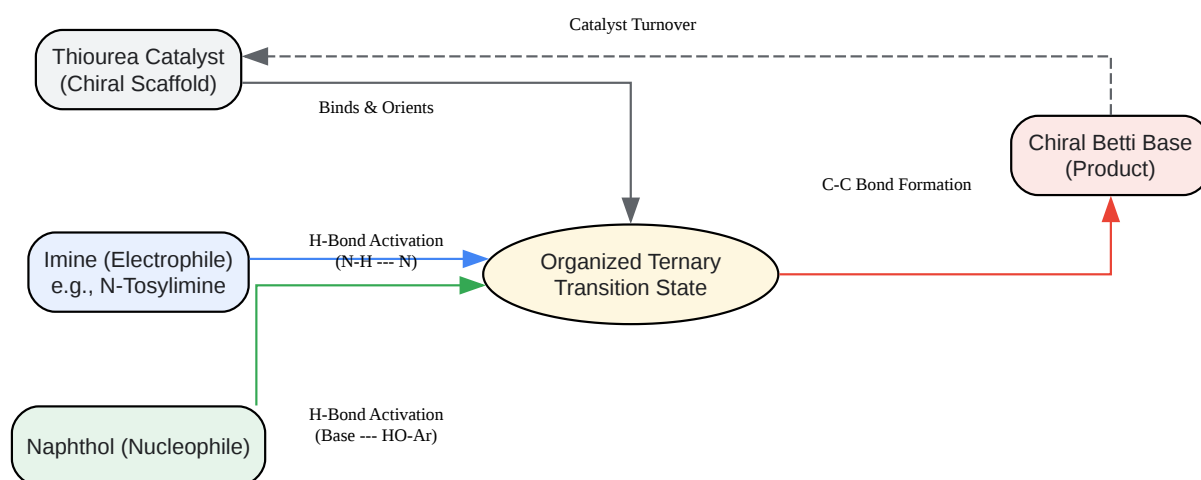 Catalyst Turnover
Thiourea Catalyst
(Chiral Scaffold)
Binds & Orients
Chiral Betti Base
(Product)
C-C Bond Formation
Imine (Electrophile)
e.g., N-Tosylimine
H-Bond Activation
(N-H --- N)
Organized Ternary
Transition State
Naphthol (Nucleophile)
H-Bond Activation
(Base --- HO-Ar)